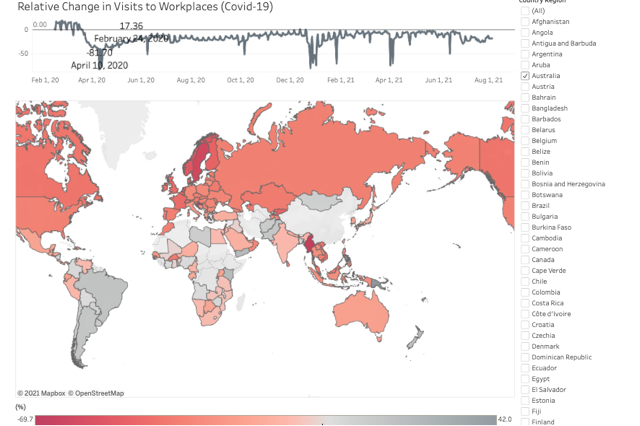 Relative Change in Visits to Workplaces (Covid-19)
0.00
17.36
0
February 24, 2020
-50
-81.70
April 10, 2020
Feb 1, 20
Apr 1, 20
Jun 1, 20
Aug 1, 20
Oct 1, 20
Dec 1, 20
Feb 1, 21
Apr 1, 21
Jun 1, 21
Aug 1, 21
© 2021 Mapbox © OpenStreetMap
(%)
-69.7
42.0
Country Region
(All)
Afghanistan
Angola
Antigua and Barbuda
Argentina
Aruba
Australia
Austria
Bahrain
Bangladesh
Barbados
Belarus
Belgium
Belize
Benin
Bolivia
Bosnia and Herzegovina
Botswana
Brazil
Bulgaria
Burkina Faso
Cambodia
Cameroon
Canada
Cape Verde
Chile
Colombia
Costa Rica
Côte d'Ivoire
Croatia
Czechia
Denmark
Dominican Republic
Ecuador
Egypt
El Salvador
Estonia
Fiji
Finland